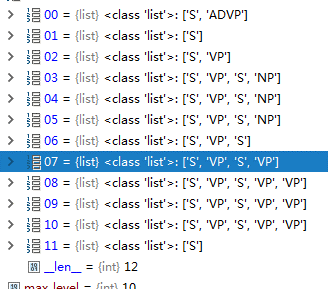 00 = {list} <class 'list'>: ['S', 'ADVP']
01 = {list} <class 'list'>: ['S']
02 = {list} <class 'list'>: ['S', 'VP']
03 = {list} <class 'list'>: ['S', 'VP', 'S', 'NP']
04 = {list} <class 'list'>: ['S', 'VP', 'S', 'NP']
05 = {list} <class 'list'>: ['S', 'VP', 'S', 'NP']
06 = {list} <class 'list'>: ['S', 'VP', 'S']
07 = {list} <class 'list'>: ['S', 'VP', 'S', 'VP']
08 = {list} <class 'list'>: ['S', 'VP', 'S', 'VP', 'VP']
09 = {list} <class 'list'>: ['S', 'VP', 'S', 'VP', 'VP']
10 = {list} <class 'list'>: ['S', 'VP', 'S', 'VP', 'VP']
11 = {list} <class 'list'>: ['S']
__len__ = {int} 12
max_level = {int} 10